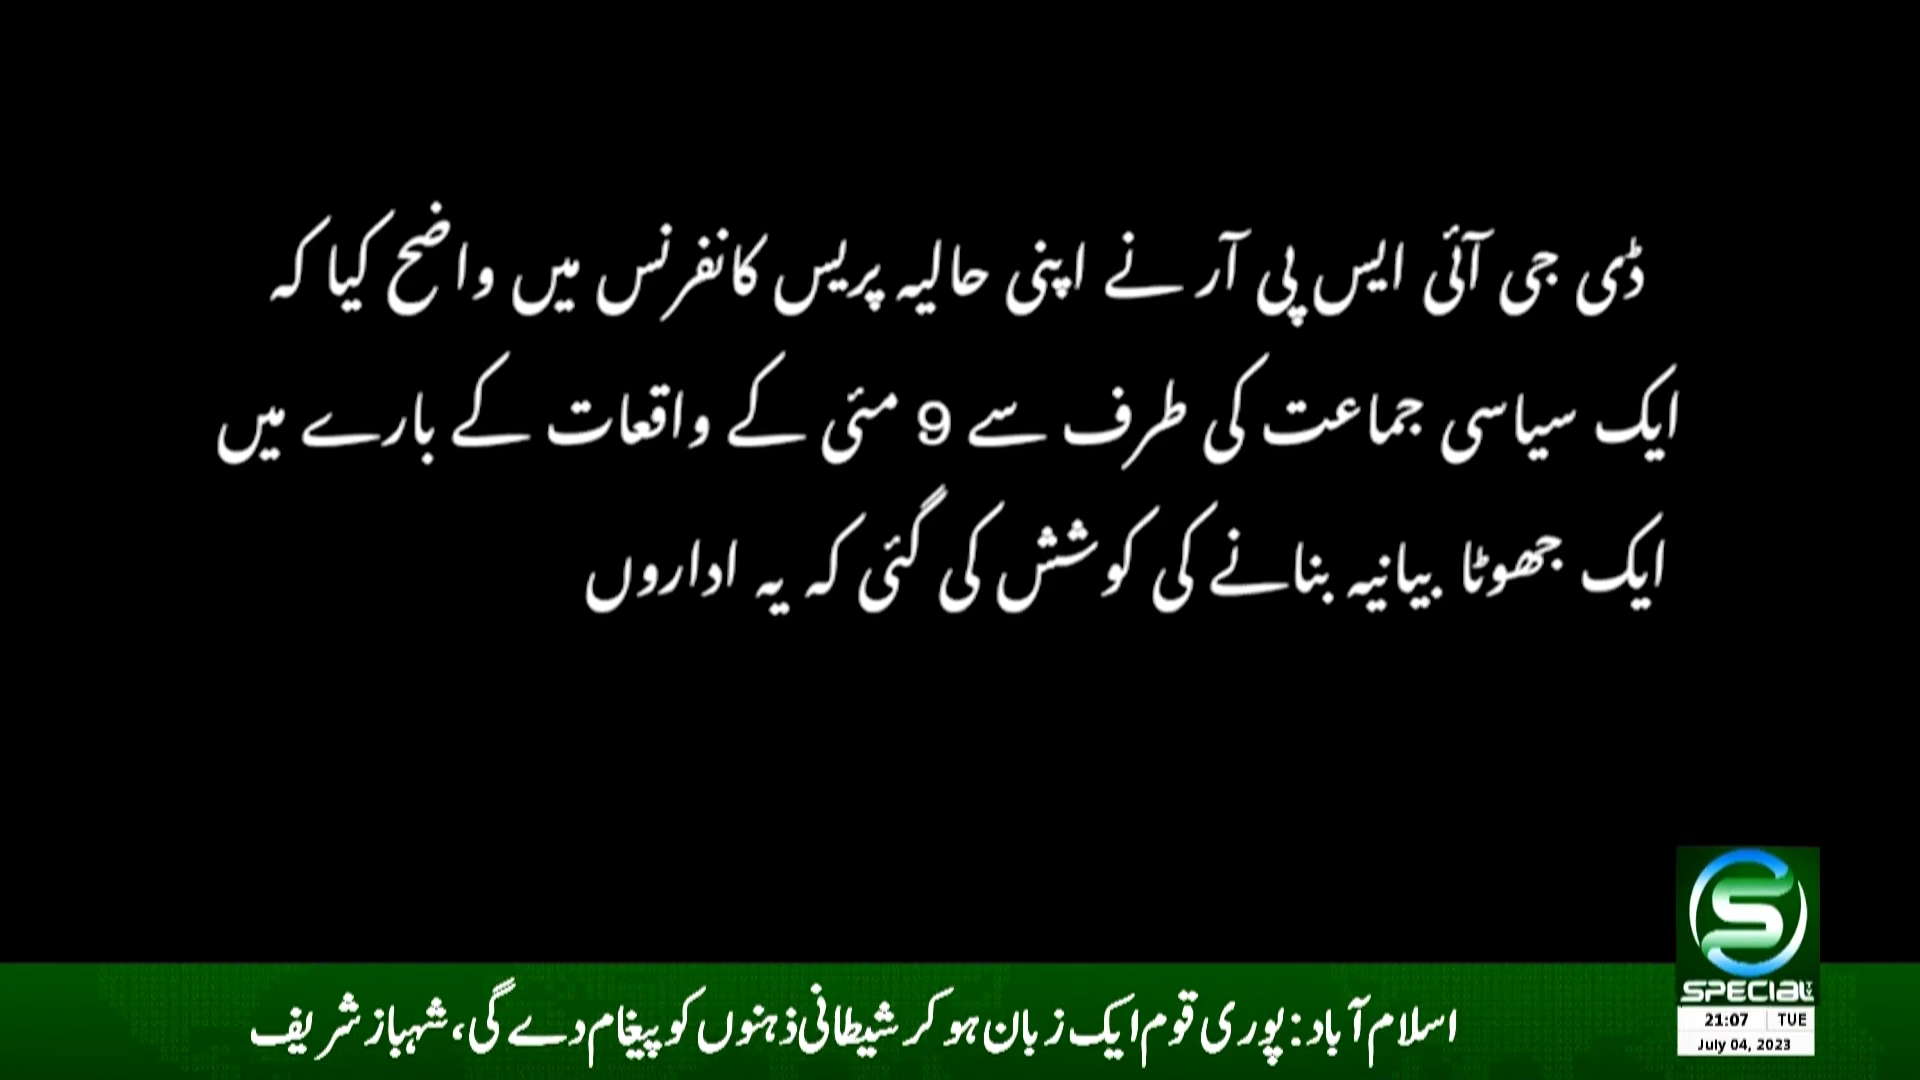 ڈی جی آئی ایس پی آر نے اپنی حالیہ پریس کانفرنس میں واضح کیا کہ
ایک سیاسی جماعت کی طرف سے 9 مئی کے واقعات کے بارے میں
ایک جھوٹا بیانیہ بنانے کی کوشش کی گئی کہ یہ اداروں
SPECIAL TV
21:07 TUE
July 04, 2023
اسلام آباد: پوری قوم ایک زبان ہو کر شیطانی ذہنوں کو پیغام دے گی، شہباز شریف